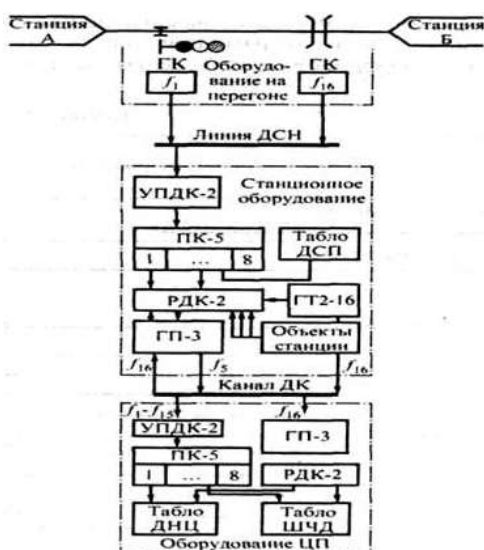 Станция
А
Станция
Б
ГК
f1
Оборудо-
вание на
перегоне
ГК
f16
Линия ДСН
УПДК-2
Станционное
оборудование
ПК-5
1
...
8
Табло
ДСП
РДК-2
ГТ2-16
ГП-3
Объекты
станции
f16
f5
f16
Канал ДК
f1-f15
f16
УПДК-2
ГП-3
ПК-5
1
...
8
РДК-2
Табло
ДНЦ
Табло
ШЧД
Оборудование ЦП